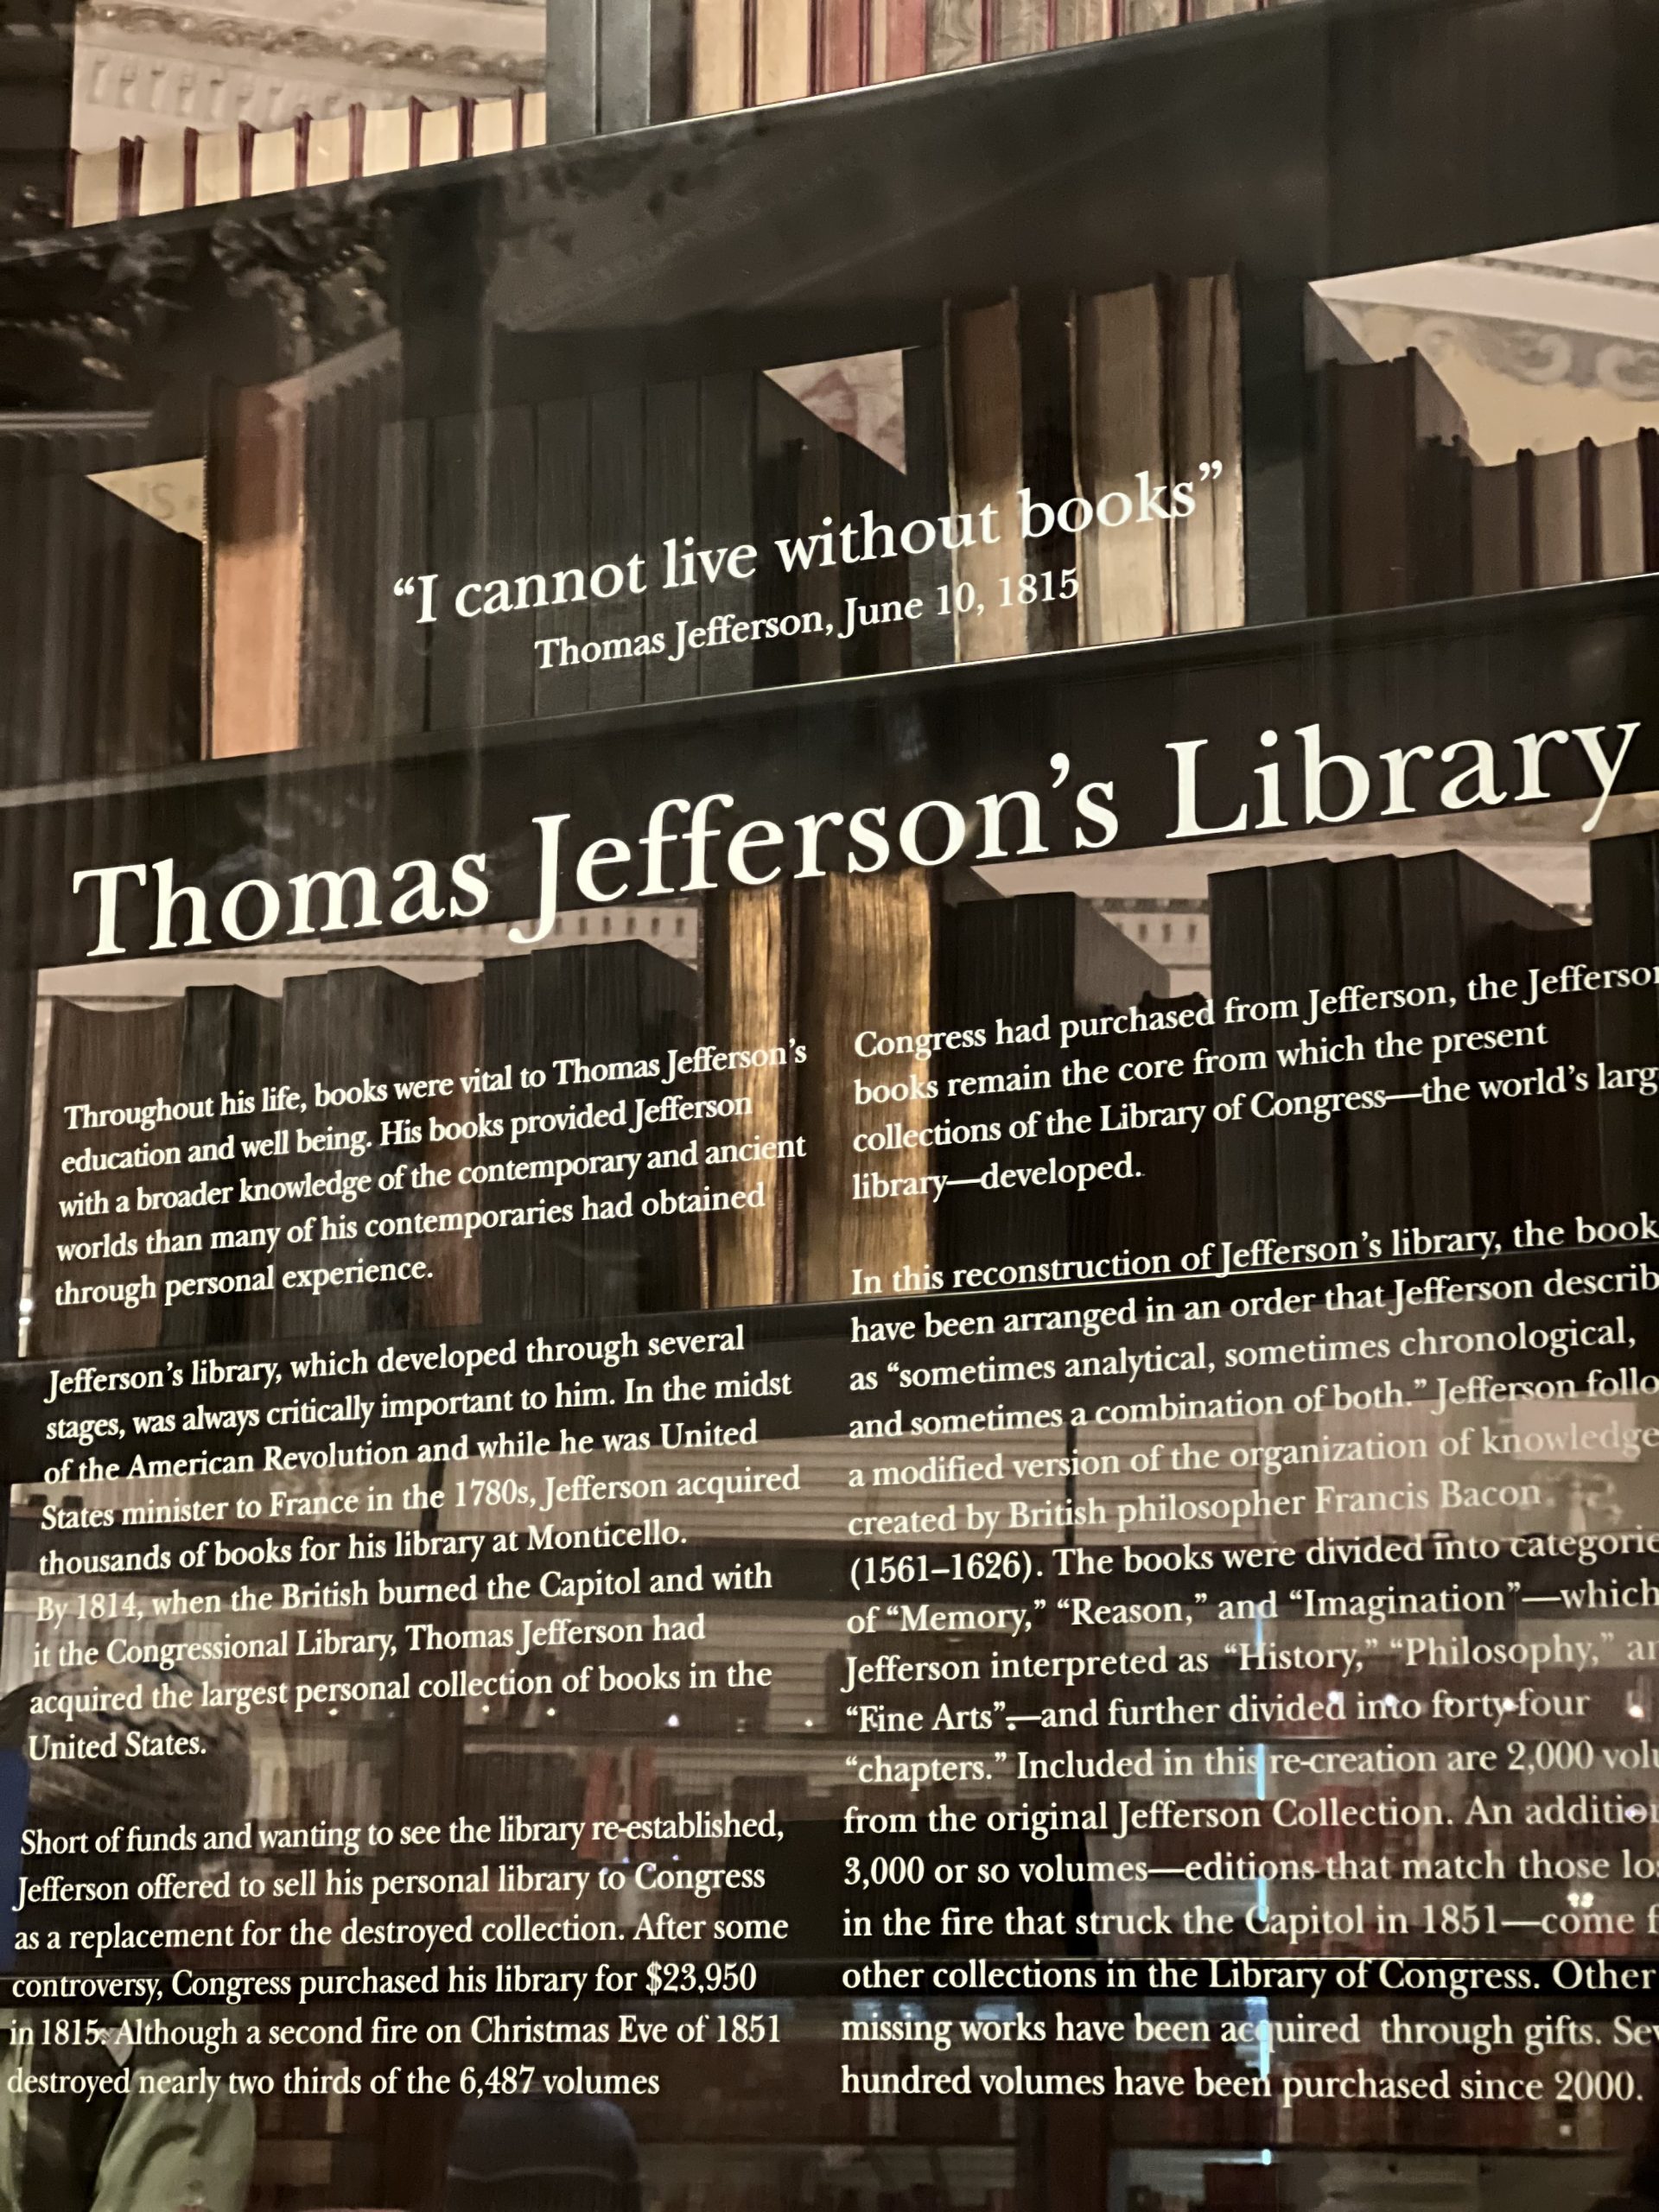 “I cannot live without books”
Thomas Jefferson, June 10, 1815
Thomas Jefferson’s Library
Throughout his life, books were vital to Thomas Jefferson’s
education and well being. His books provided Jefferson
with a broader knowledge of the contemporary and ancient
worlds than many of his contemporaries had obtained
through personal experience.
Jefferson’s library, which developed through several
stages, was always critically important to him. In the midst
of the American Revolution and while he was United
States minister to France in the 1780s, Jefferson acquired
thousands of books for his library at Monticello.
By 1814, when the British burned the Capitol and with
it the Congressional Library, Thomas Jefferson had
acquired the largest personal collection of books in the
United States.
Short of funds and wanting to see the library re-established,
Jefferson offered to sell his personal library to Congress
as a replacement for the destroyed collection. After some
controversy, Congress purchased his library for $23,950
in 1815. Although a second fire on Christmas Eve of 1851
destroyed nearly two thirds of the 6,487 volumes
Congress had purchased from Jefferson, the Jefferson
books remain the core from which the present
collections of the Library of Congress—the world’s larg
library—developed.
In this reconstruction of Jefferson’s library, the book
have been arranged in an order that Jefferson describ
as “sometimes analytical, sometimes chronological,
and sometimes a combination of both.” Jefferson follo
a modified version of the organization of knowledge
created by British philosopher Francis Bacon
(1561–1626). The books were divided into categorie
of “Memory,” “Reason,” and “Imagination”—which
Jefferson interpreted as “History,” “Philosophy,” an
“Fine Arts”—and further divided into forty-four
“chapters.” Included in this re-creation are 2,000 volu
from the original Jefferson Collection. An addition
3,000 or so volumes—editions that match those los
in the fire that struck the Capitol in 1851—come f
other collections in the Library of Congress. Other
missing works have been acquired through gifts. Sev
hundred volumes have been purchased since 2000.